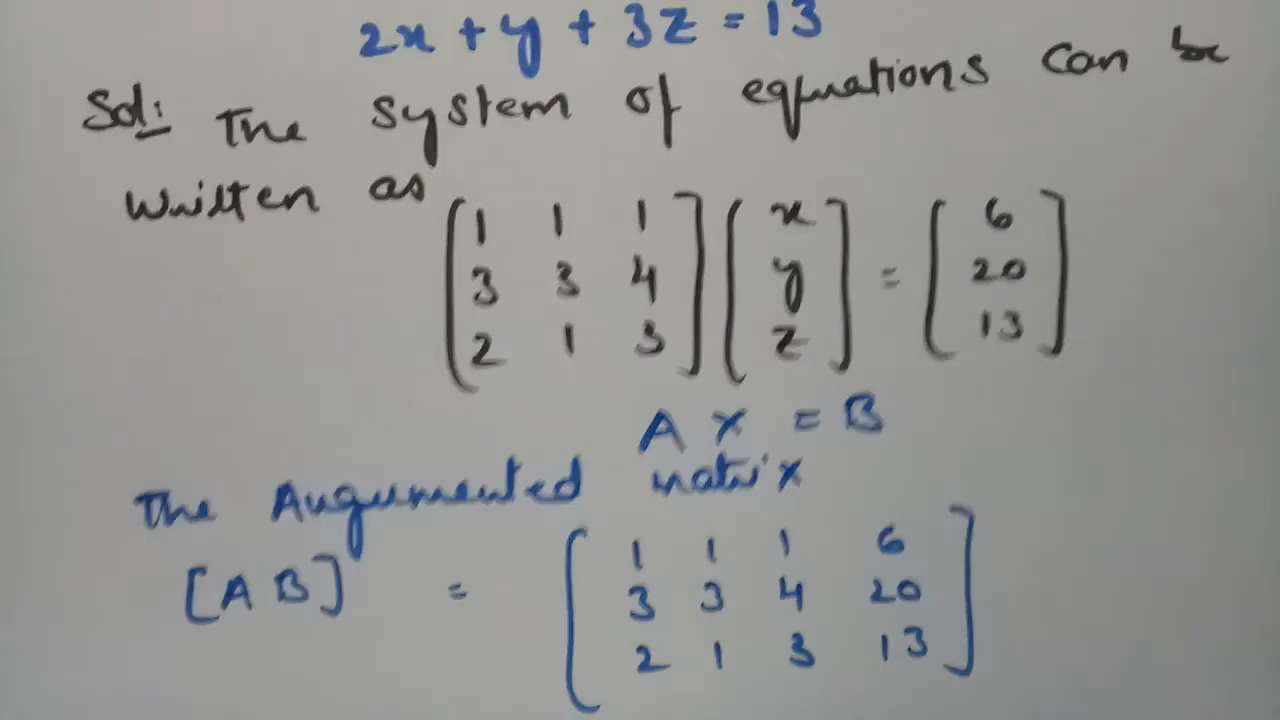 2x + y + 3z = 13
Sol: The system of equations can be
written as
[1 1 1] [x] [6]
[3 3 4] [y] = [20]
[2 1 3] [z] [13]
A X = B
The Augumented matrix
[A B] = [1 1 1 6]
[3 3 4 20]
[2 1 3 13]